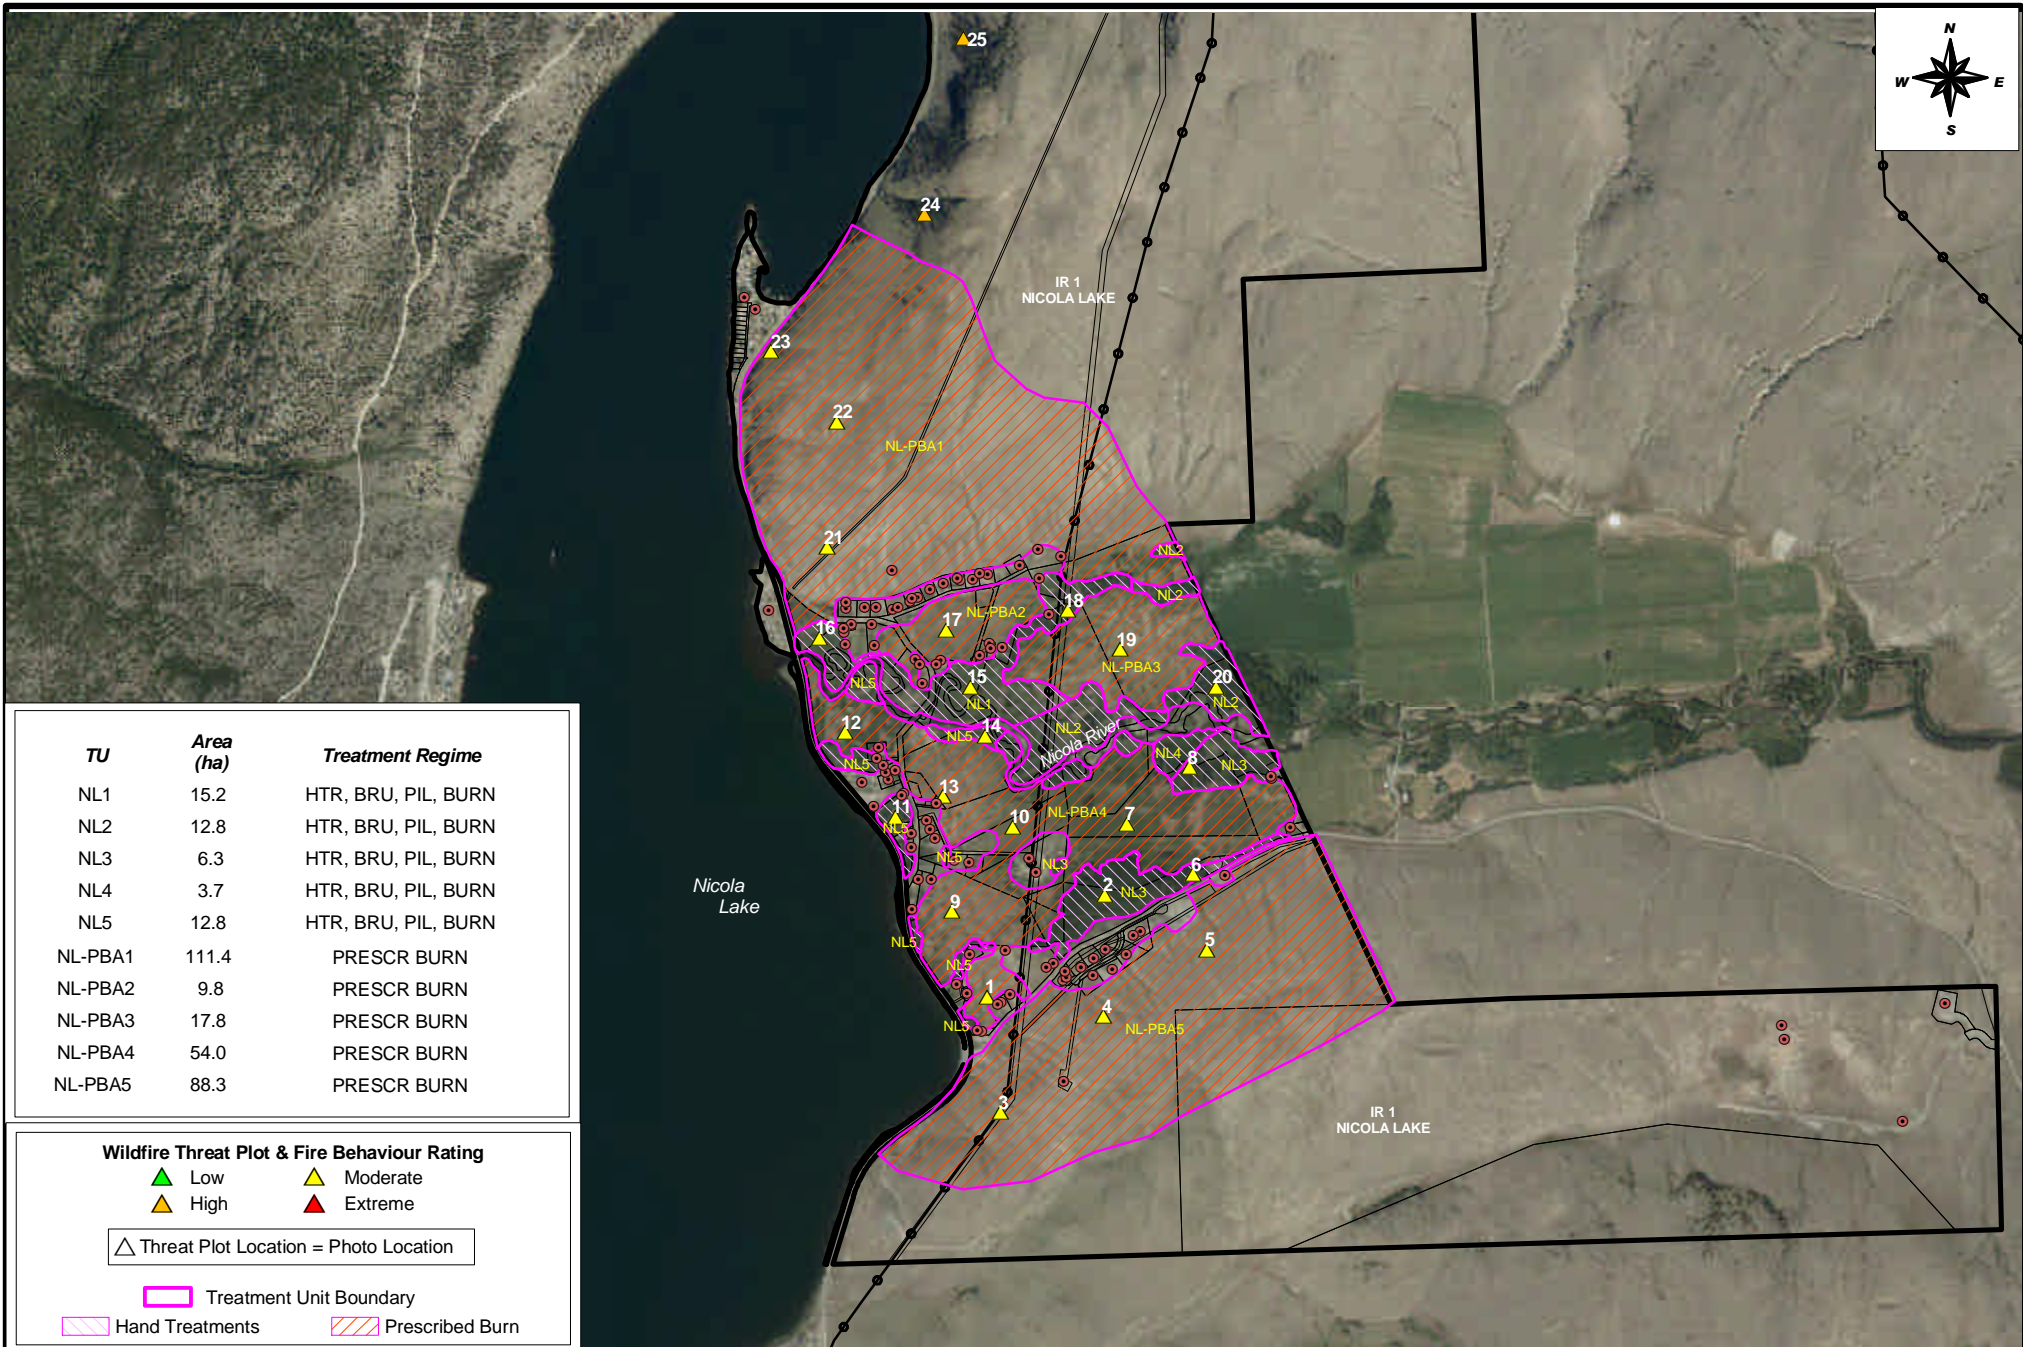 25
N
W E
S
24
IR 1
NICOLA LAKE
23
22
NL-PBA1
21
NL2
NL2
18
NL-PBA2
17
16
19
NL-PBA3
NL5
15
20
NL1
NL2
12
14
NL5
NL2
Nicola River
NL5
NL4
8
NL3
13
11
NL5
10
NL-PBA4
7
NL5
NL3
6
2
NL3
Nicola
Lake
9
NL5
5
NL5
1
4
NL5
NL-PBA5
3
IR 1
NICOLA LAKE
TU Area (ha) Treatment Regime
NL1 15.2 HTR, BRU, PIL, BURN
NL2 12.8 HTR, BRU, PIL, BURN
NL3 6.3 HTR, BRU, PIL, BURN
NL4 3.7 HTR, BRU, PIL, BURN
NL5 12.8 HTR, BRU, PIL, BURN
NL-PBA1 111.4 PRESCR BURN
NL-PBA2 9.8 PRESCR BURN
NL-PBA3 17.8 PRESCR BURN
NL-PBA4 54.0 PRESCR BURN
NL-PBA5 88.3 PRESCR BURN
Wildfire Threat Plot & Fire Behaviour Rating
Low Moderate
High Extreme
Threat Plot Location = Photo Location
Treatment Unit Boundary
Hand Treatments Prescribed Burn